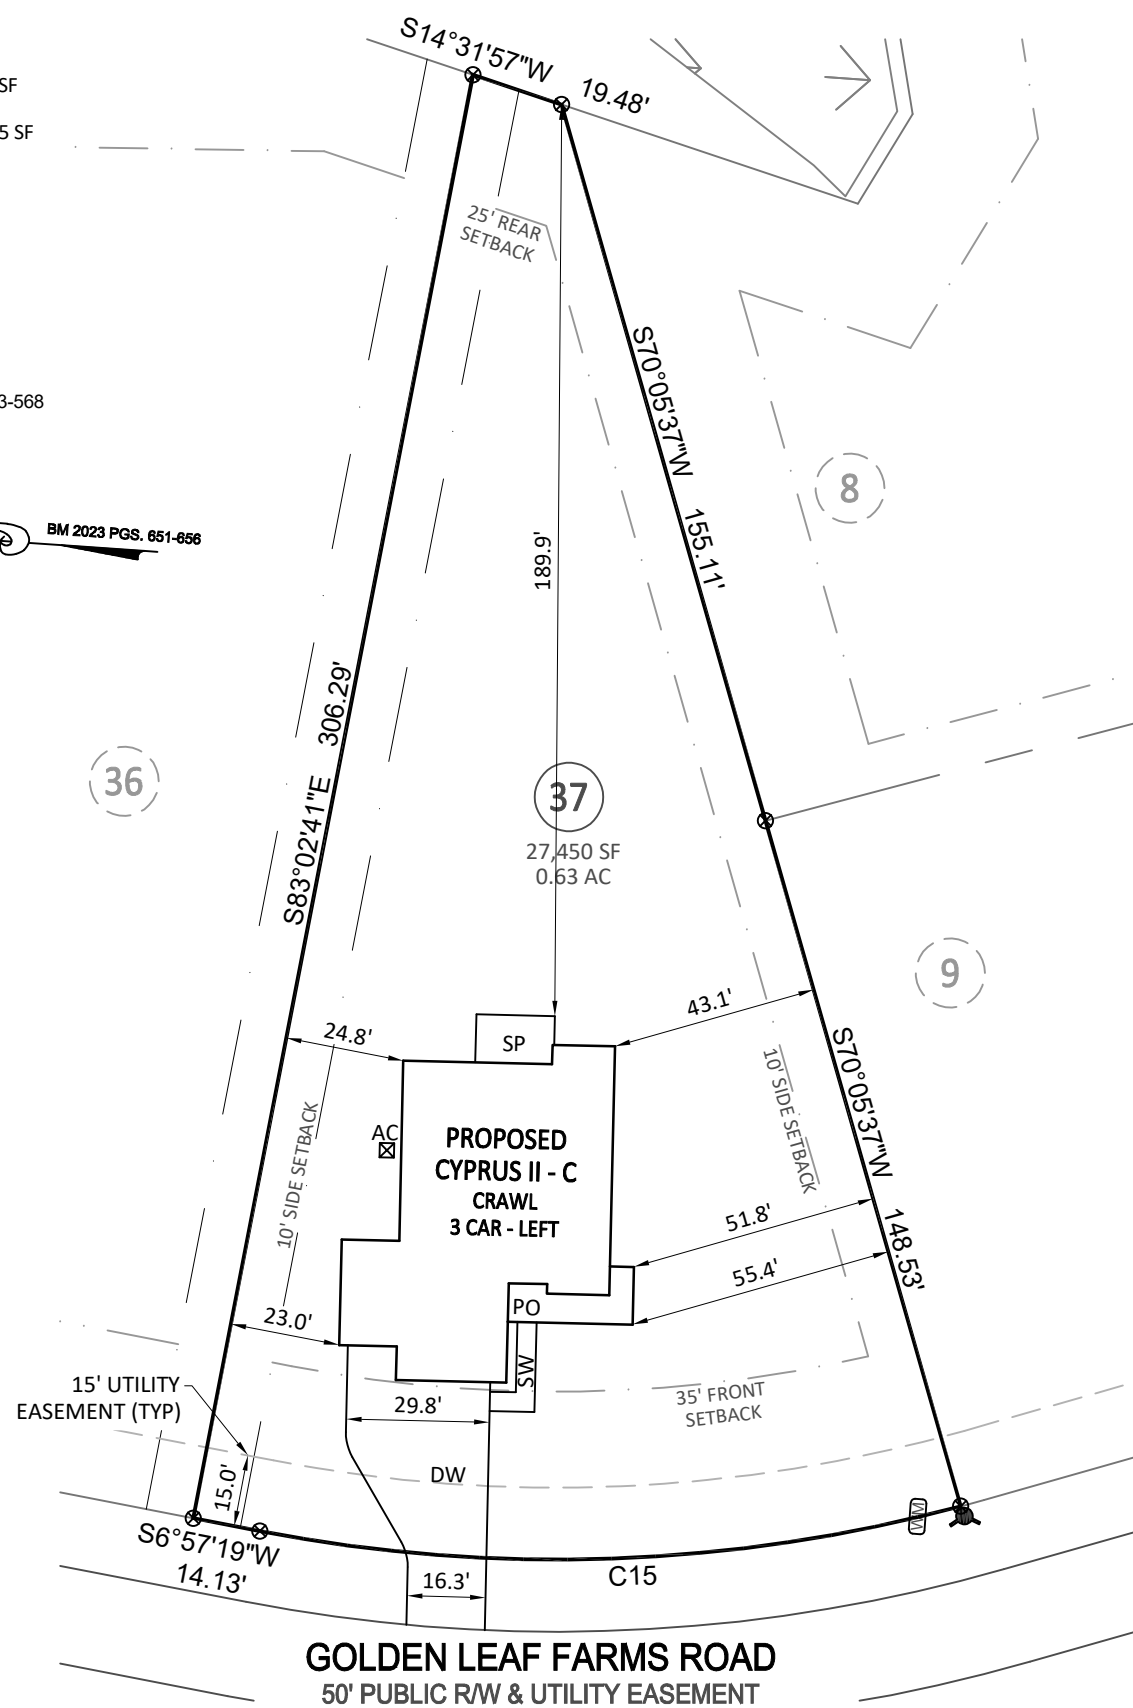 S14°31'57"W
19.48'
SF
5 SF
25' REAR
SETBACK
3-568
BM 2023 PGS. 651-656
S70°05'37"W 155.11'
8
189.9'
S83°02'41"E 306.29'
36
37
27,450 SF
0.63 AC
9
43.1'
24.8'
SP
S70°05'37"W 148.53'
10' SIDE SETBACK
10' SIDE SETBACK
AC
PROPOSED
CYPRUS II - C
CRAWL
3 CAR - LEFT
51.8'
55.4'
PO
23.0'
SW
15' UTILITY
EASEMENT (TYP)
29.8'
35' FRONT
SETBACK
DW
15.0'
WM
S6°57'19"W
14.13'
16.3'
C15
GOLDEN LEAF FARMS ROAD
50' PUBLIC R/W & UTILITY EASEMENT